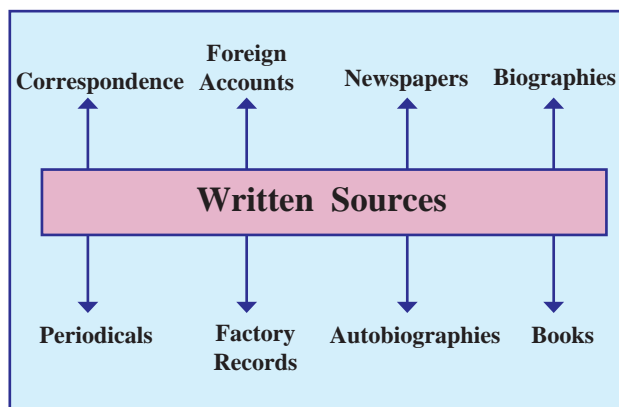 Correspondence
Foreign
Accounts
Newspapers
Biographies
Written Sources
Periodicals
Factory
Records
Autobiographies
Books